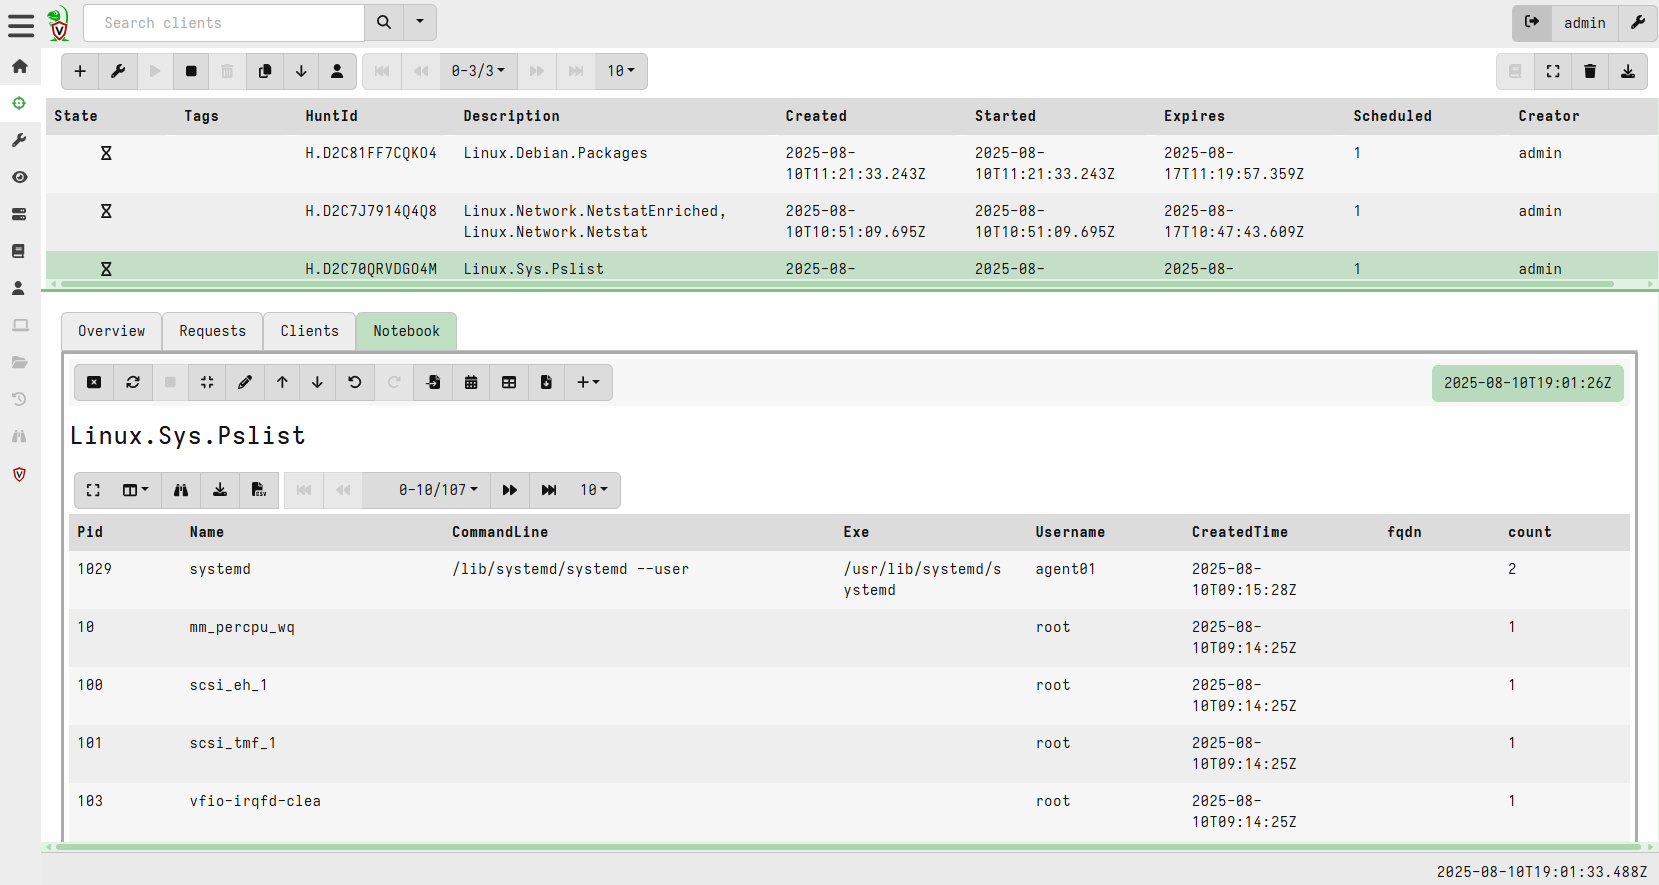 Search clients
admin
0-3/3
10
State Tags HuntId Description Created Started Expires Scheduled Creator
H.D2C81FF7CQKO4 Linux.Debian.Packages 2025-08- 2025-08- 2025-08- 1 admin
10T11:21:33.243Z 10T11:21:33.243Z 17T11:19:57.359Z
H.D2C7J7914Q4Q8 Linux.Network.NetstatEnriched, 2025-08- 2025-08- 2025-08- 1 admin
Linux.Network.Netstat 10T10:51:09.695Z 10T10:51:09.695Z 17T10:47:43.609Z
H.D2C70QRVDGO4M Linux.Sys.Pslist 2025-08- 2025-08- 2025-08- 1 admin
Overview Requests Clients Notebook
2025-08-10T19:01:26Z
Linux.Sys.Pslist
CSV 0-10/107 10
Pid Name CommandLine Exe Username CreatedTime fqdn count
1029 systemd /lib/systemd/systemd --user /usr/lib/systemd/s agent01 2025-08- 2
ystemd 10T09:15:28Z
10 mm_percpu_wq root 2025-08- 1
10T09:14:25Z
100 scsi_eh_1 root 2025-08- 1
10T09:14:25Z
101 scsi_tmf_1 root 2025-08- 1
10T09:14:25Z
103 vfio-irqfd-clea root 2025-08- 1
10T09:14:25Z
2025-08-10T19:01:33.488Z